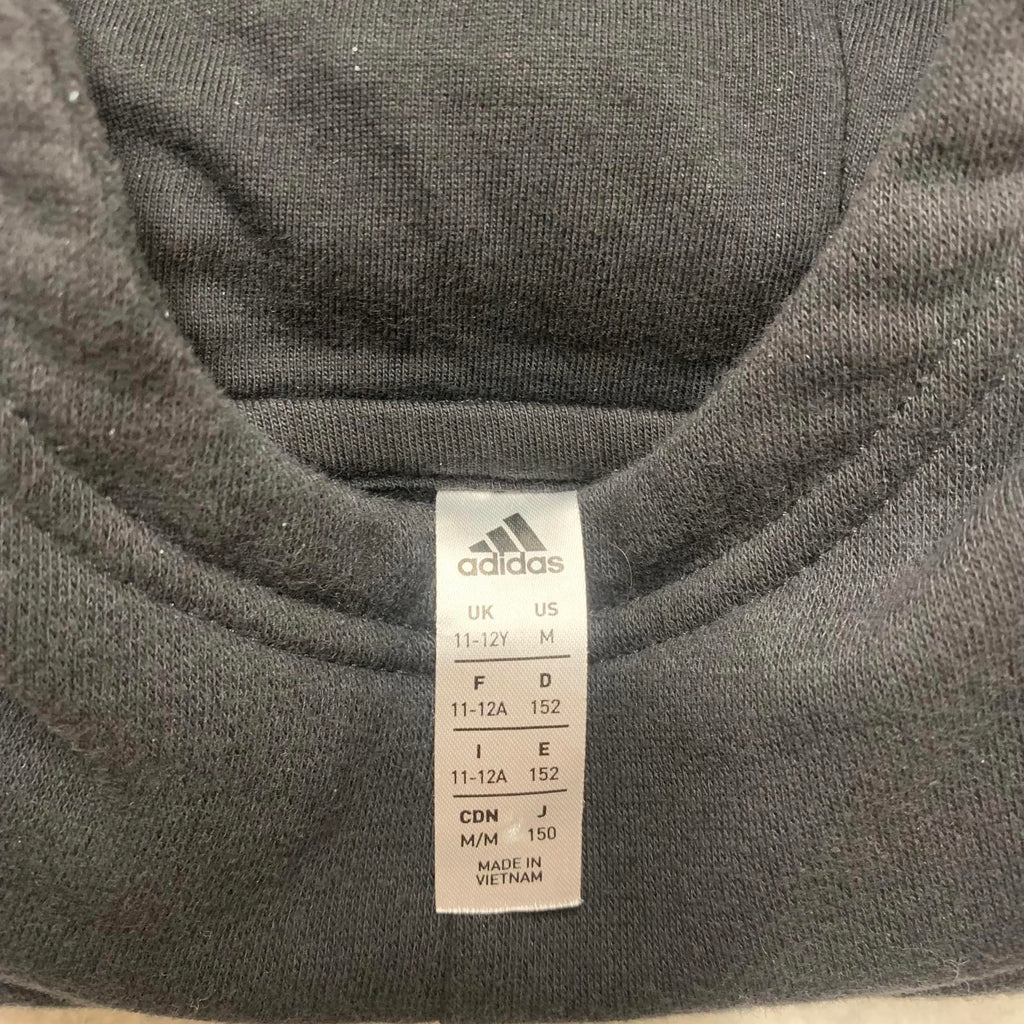 adidas
UK US
11-12Y M
F D
11-12A 152
I E
11-12A 152
CDN J
M/M 150
MADE IN
VIETNAM